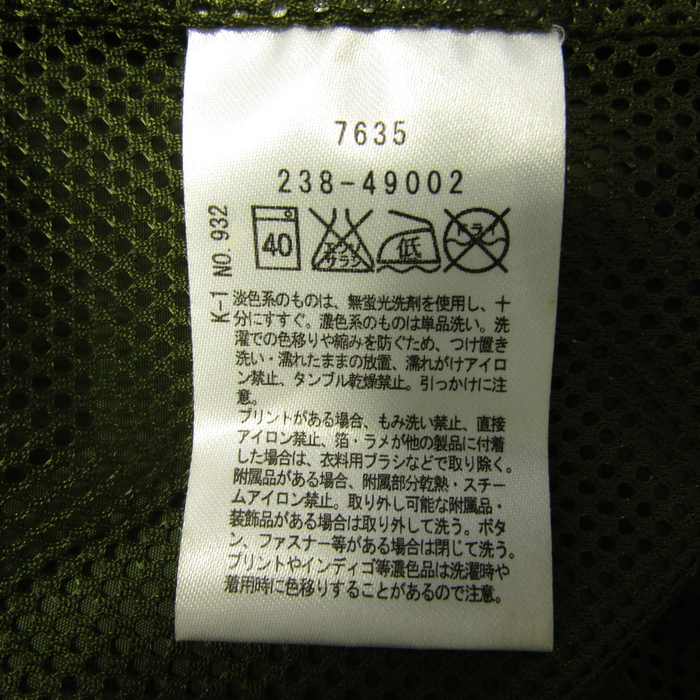 7635
238-49002
K-1 NO. 932
40
エンソ
サラシ
低
ドライ
淡色系のものは、無蛍光洗剤を使用し、十
分にすすぐ。濃色系のものは単品洗い。洗
濯での色移りや縮みを防ぐため、つけ置き
洗い・濡れたままの放置、濡れがけアイロ
ン禁止、タンブル乾燥禁止。引っかけに注
意。
プリントがある場合、もみ洗い禁止、直接
アイロン禁止、箔・ラメが他の製品に付着
した場合は、衣料用ブラシなどで取り除く。
附属品がある場合、附属部分乾熱・スチー
ムアイロン禁止。取り外し可能な附属品・
装飾品がある場合は取り外して洗う。ボタ
ン、ファスナー等がある場合は閉じて洗う。
プリントやインディゴ等濃色品は洗濯時や
着用時に色移りすることがあるので注意。